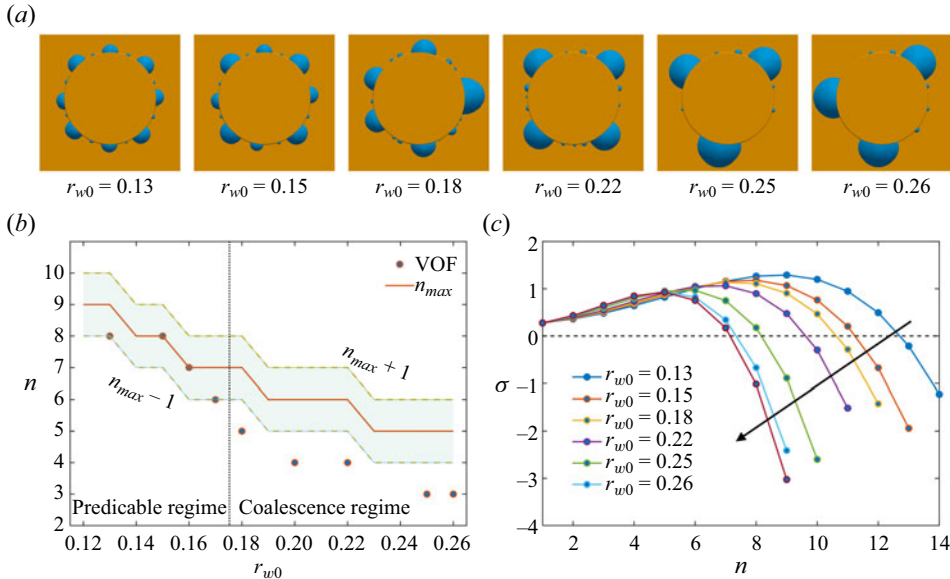 (a)
r_w0 = 0.13 r_w0 = 0.15 r_w0 = 0.18 r_w0 = 0.22 r_w0 = 0.25 r_w0 = 0.26
(b)
10
9
8
7
6
5
4
3
2
n
VOF
n_max
n_max + 1
n_max − 1
Predicable regime
Coalescence regime
0.12 0.14 0.16 0.18 0.20 0.22 0.24 0.26
r_w0
(c)
2
1
0
−1
−2
−3
−4
σ
r_w0 = 0.13
r_w0 = 0.15
r_w0 = 0.18
r_w0 = 0.22
r_w0 = 0.25
r_w0 = 0.26
2 4 6 8 10 12 14
n